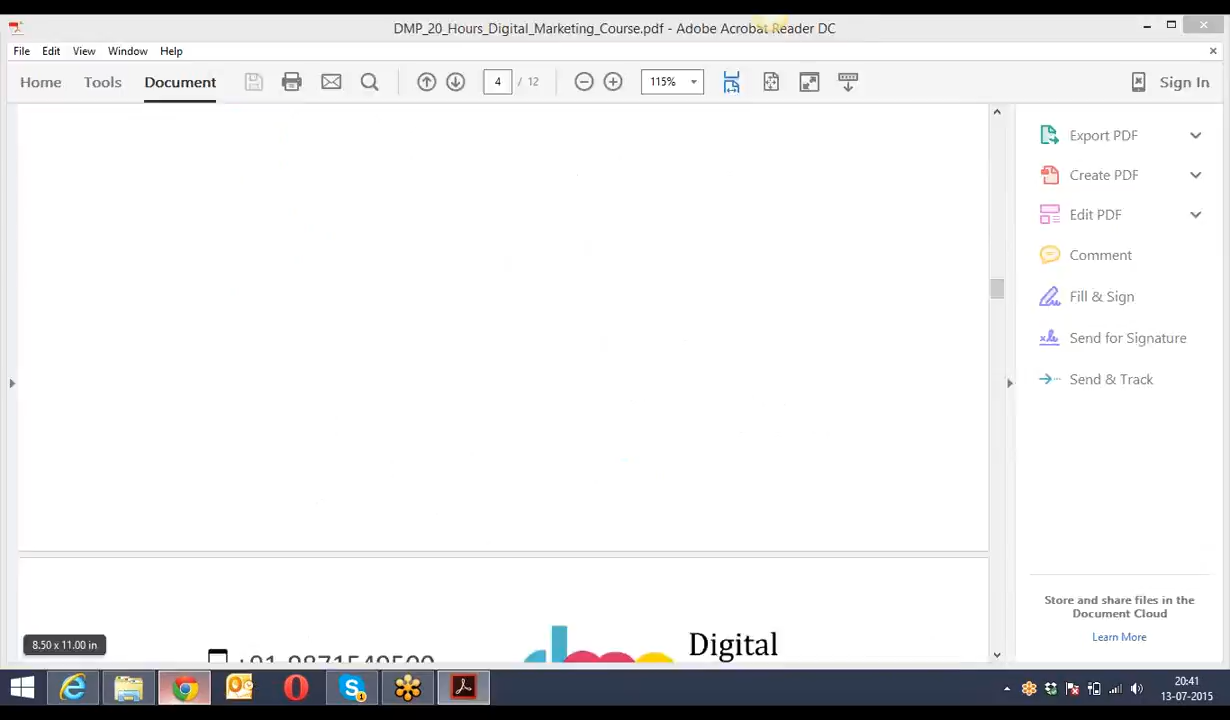 DMP_20_Hours_Digital_Marketing_Course.pdf - Adobe Acrobat Reader DC
File Edit View Window Help
Home Tools Document 4 / 12 115% Sign In
Export PDF
Create PDF
Edit PDF
Comment
Fill & Sign
Send for Signature
Send & Track
Store and share files in the
Document Cloud
Learn More
8.50 x 11.00 in
+91-9871549500
Digital
20:41
13-07-2015